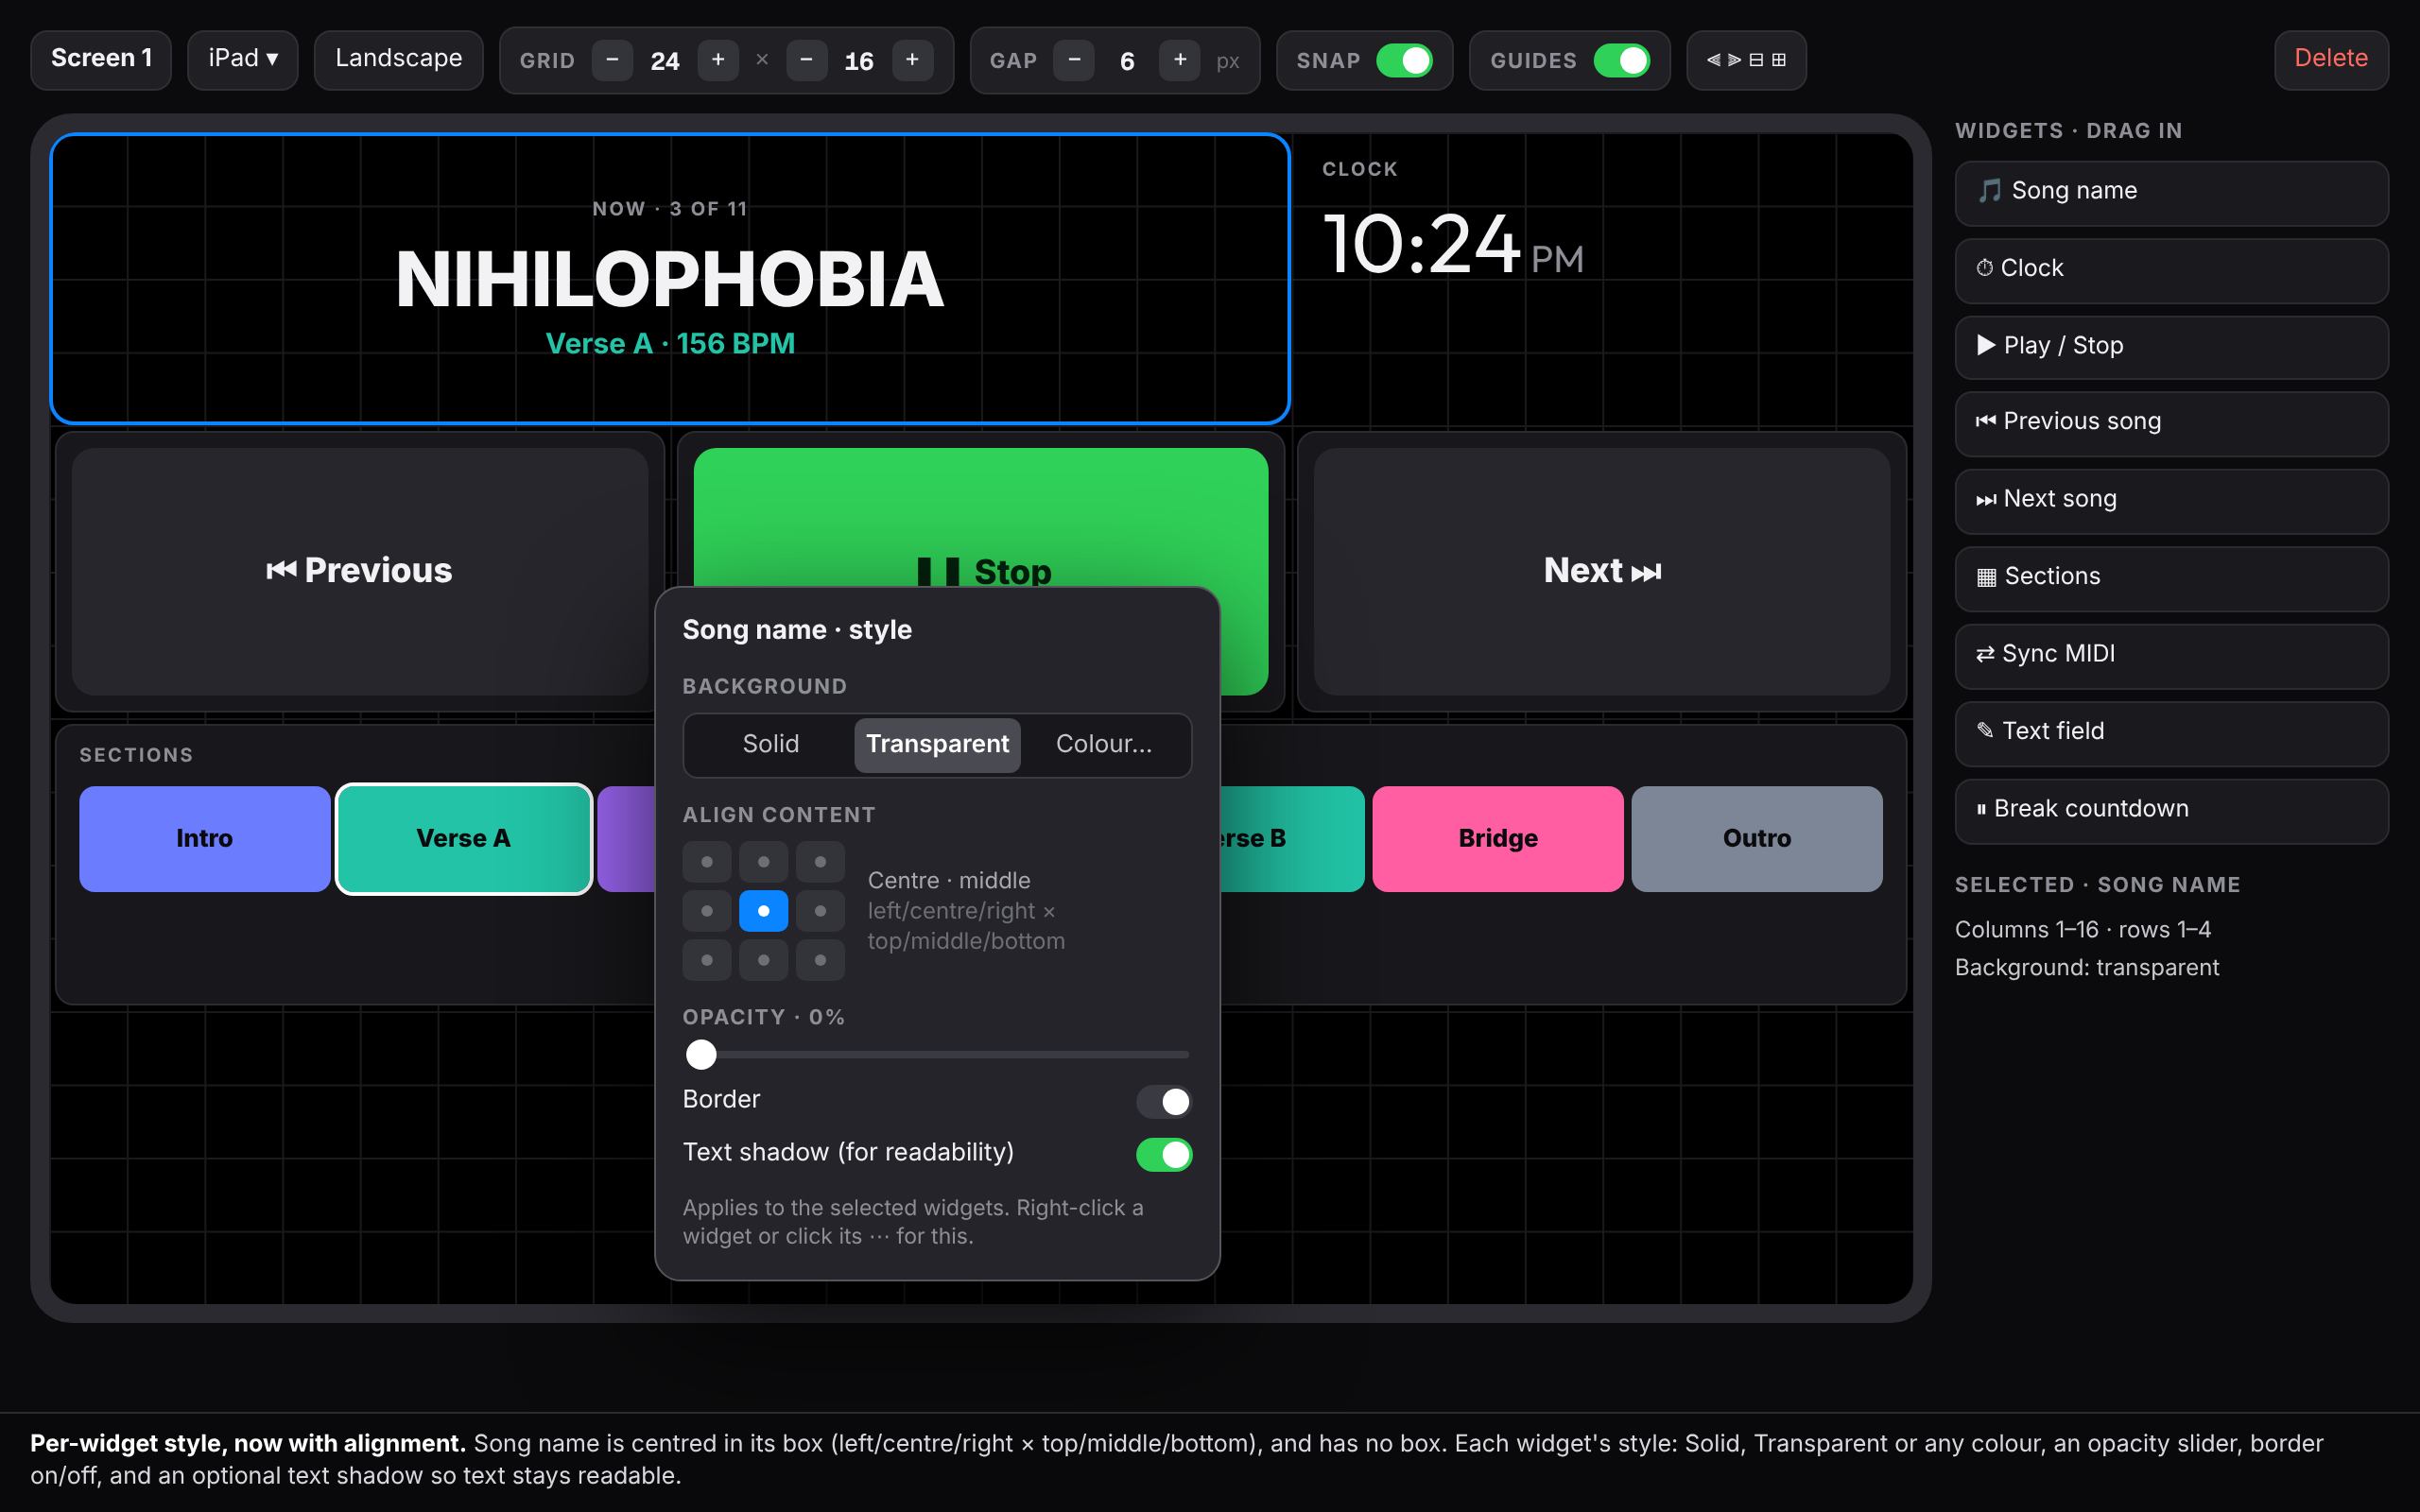 Screen 1 iPad ▾ Landscape GRID − 24 + × − 16 + GAP − 6 + px SNAP GUIDES Delete
NOW · 3 OF 11
NIHILOPHOBIA
Verse A · 156 BPM
CLOCK
10:24 PM
⏮ Previous
❚❚ Stop
Next ⏭
SECTIONS
Intro
Verse A
Bridge
Outro
Song name · style
BACKGROUND
Solid Transparent Colour...
ALIGN CONTENT
Centre · middle
left/centre/right ×
top/middle/bottom
OPACITY · 0%
Border
Text shadow (for readability)
Applies to the selected widgets. Right-click a
widget or click its ⋯ for this.
WIDGETS · DRAG IN
🎵 Song name
⏱ Clock
▶ Play / Stop
⏮ Previous song
⏭ Next song
▦ Sections
⇄ Sync MIDI
✎ Text field
⏸ Break countdown
SELECTED · SONG NAME
Columns 1–16 · rows 1–4
Background: transparent
Per-widget style, now with alignment. Song name is centred in its box (left/centre/right × top/middle/bottom), and has no box. Each widget's style: Solid, Transparent or any colour, an opacity slider, border
on/off, and an optional text shadow so text stays readable.